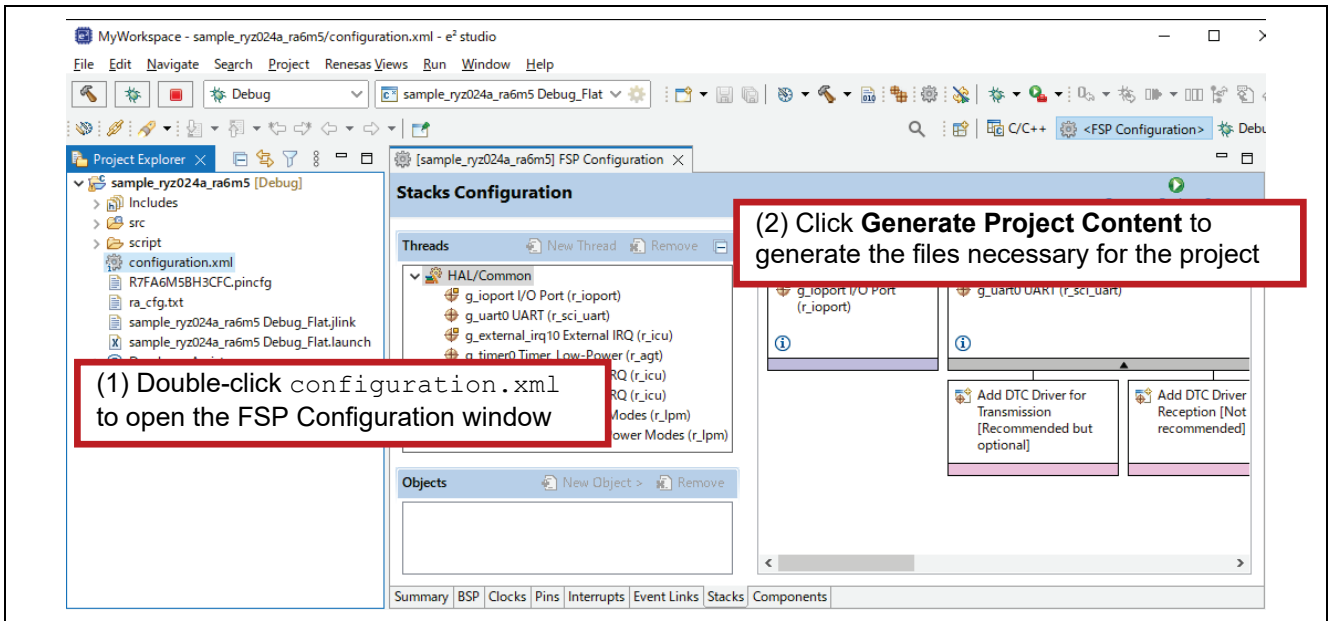 MyWorkspace - sample_ryz024a_ra6m5/configuration.xml - e² studio
File Edit Navigate Search Project Renesas Views Run Window Help
Debug
sample_ryz024a_ra6m5 Debug_Flat
C/C++ <FSP Configuration> Debu
Project Explorer
[sample_ryz024a_ra6m5] FSP Configuration
sample_ryz024a_ra6m5 [Debug]
Includes
src
script
configuration.xml
R7FA6M5BH3CFC.pincfg
ra_cfg.txt
sample_ryz024a_ra6m5 Debug_Flat.jlink
sample_ryz024a_ra6m5 Debug_Flat.launch
(1) Double-click configuration.xml
to open the FSP Configuration window
Stacks Configuration
(2) Click Generate Project Content to
generate the files necessary for the project
Threads New Thread Remove
HAL/Common
g_ioport I/O Port (r_ioport)
g_uart0 UART (r_sci_uart)
g_external_irq10 External IRQ (r_icu)
g_timer0 Timer, Low-Power (r_agt)
RQ (r_icu)
RQ (r_icu)
Modes (r_lpm)
ower Modes (r_lpm)
Objects New Object > Remove
g_ioport I/O Port
(r_ioport)
g_uart0 UART (r_sci_uart)
Add DTC Driver for
Transmission
[Recommended but
optional]
Add DTC Driver
Reception [Not
recommended]
Summary BSP Clocks Pins Interrupts Event Links Stacks Components